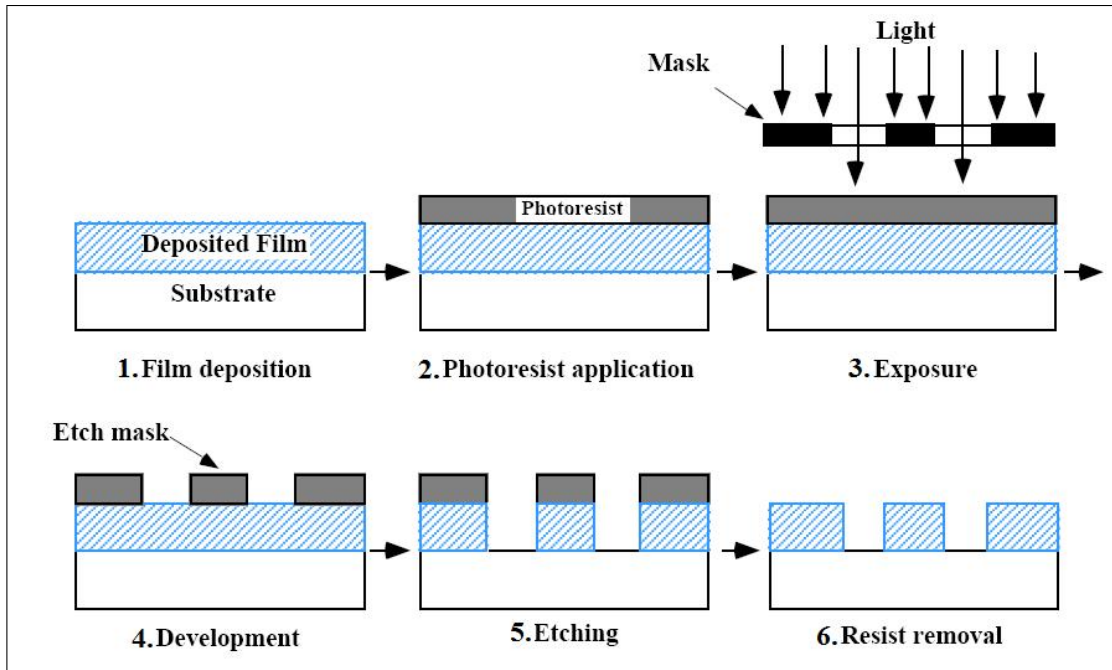 Light
Mask
Photoresist
Deposited Film
Substrate
1.Film deposition
2.Photoresist application
3.Exposure
Etch mask
4.Development
5.Etching
6.Resist removal